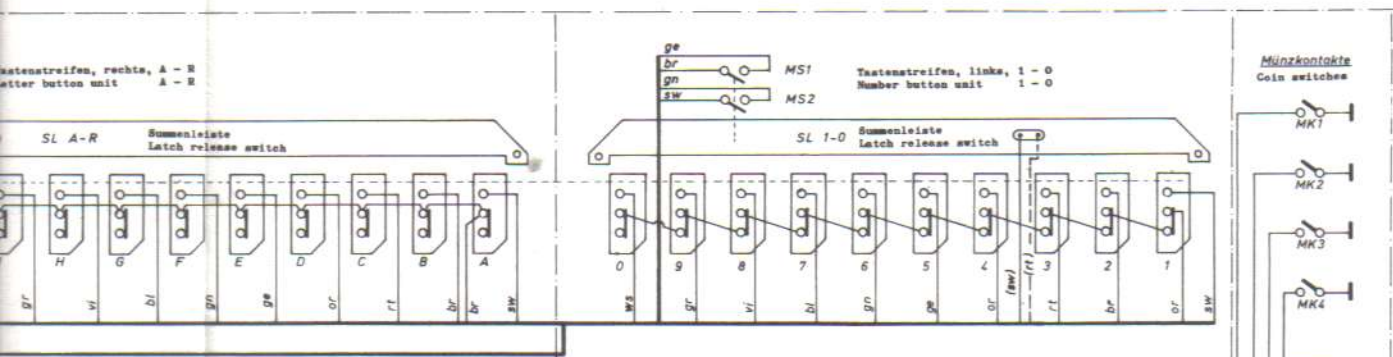 ge
br
gn
sw
MS1
MS2
rechts, A - R
button unit A - R
Tastenstreifen, links, 1 - 0
Number button unit 1 - 0
Münzkontakte
Coin switches
SL A-R
Summenleiste
Latch release switch
SL 1-0
Summenleiste
Latch release switch
MK1
MK2
MK3
MK4
H G F E D C B A
0 9 8 7 6 5 4 3 2 1
gr vi bl gn ge or rt br br sw
ws gr vi bl gn ge or (sw) (rt) rt br or sw